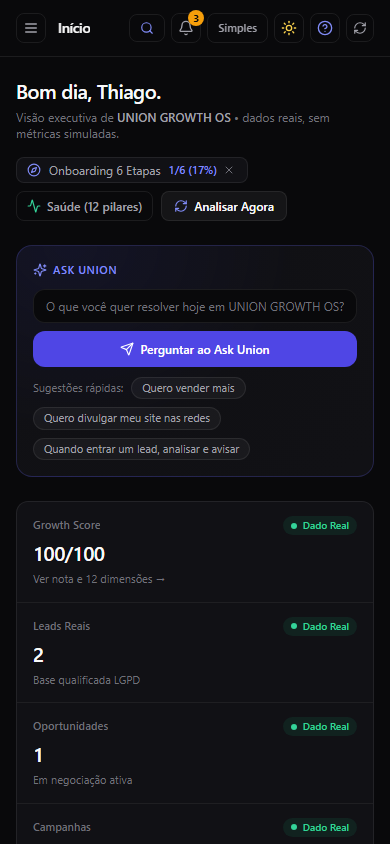 Início
3
Simples
Bom dia, Thiago.
Visão executiva de UNION GROWTH OS • dados reais, sem
métricas simuladas.
Onboarding 6 Etapas 1/6 (17%) ×
Saúde (12 pilares)
Analisar Agora
ASK UNION
O que você quer resolver hoje em UNION GROWTH OS?
Perguntar ao Ask Union
Sugestões rápidas: Quero vender mais
Quero divulgar meu site nas redes
Quando entrar um lead, analisar e avisar
Growth Score
Dado Real
100/100
Ver nota e 12 dimensões →
Leads Reais
Dado Real
2
Base qualificada LGPD
Oportunidades
Dado Real
1
Em negociação ativa
Campanhas
Dado Real